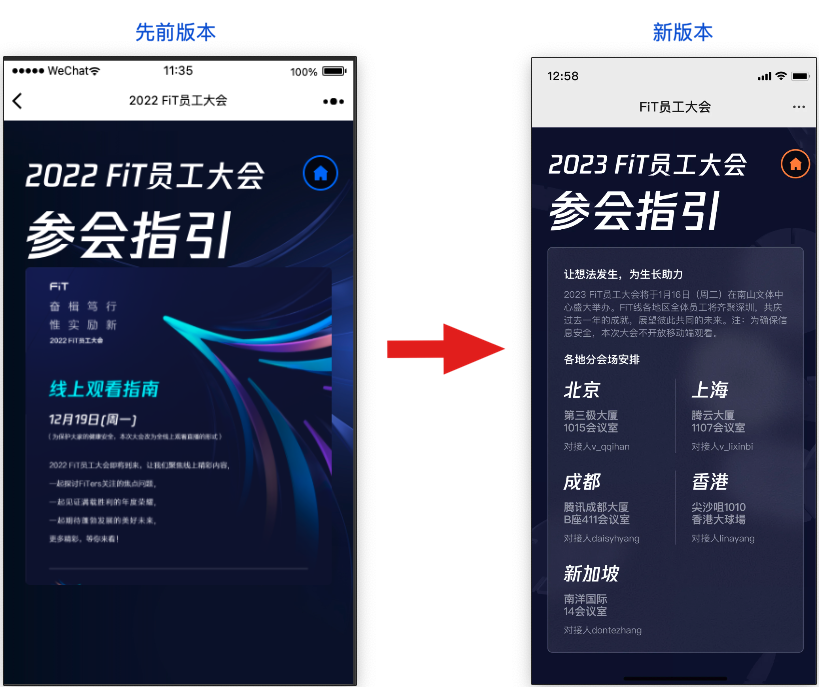 先前版本
新版本
WeChat
11:35
100%
2022 FiT员工大会
2022 FiT员工大会
参会指引
FiT
奋楫笃行
惟实励新
2022 FiT员工大会
线上观看指南
12月19日(周一)
(为保护大家的健康安全，本次大会改为全线上观看直播的形式)
2022 FiT员工大会即将到来，让我们聚焦线上精彩内容，
一起探讨FiTers关注的焦点问题，
一起见证满载胜利的年度荣耀，
一起期待蓬勃发展的美好未来，
更多精彩，等你来看！
12:58
FiT员工大会
2023 FiT员工大会
参会指引
让想法发生，为生长助力
2023 FiT员工大会将于1月16日（周二）在南山文体中
心盛大举办。FiT线各地区全体员工将齐聚深圳，共庆
过去一年的成就，展望彼此共同的未来。注：为确保信
息安全，本次大会不开放移动端观看。
各地分会场安排
北京
第三极大厦
1015会议室
对接人v_qqihan
上海
腾云大厦
1107会议室
对接人v_lixinbi
成都
腾讯成都大厦
B座411会议室
对接人daisyhyang
香港
尖沙咀1010
香港大球場
对接人linayang
新加坡
南洋国际
14会议室
对接人dontezhang